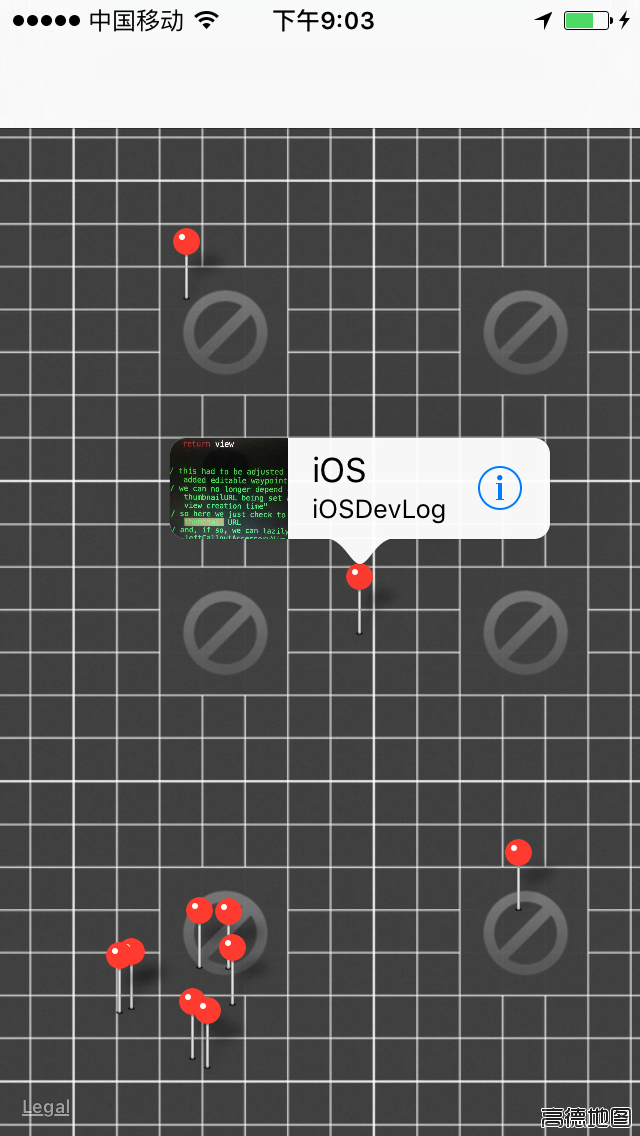 中国移动 下午9:03
return view
/ this had to be adjusted
added editable waypoint
/ we can no longer depend
thumbnailURL being set
view creation time"
/ so here we just check to
thumbnail URL
/ and, if so, we can lazily
iOS
iOSDevLog
Legal
高德地图